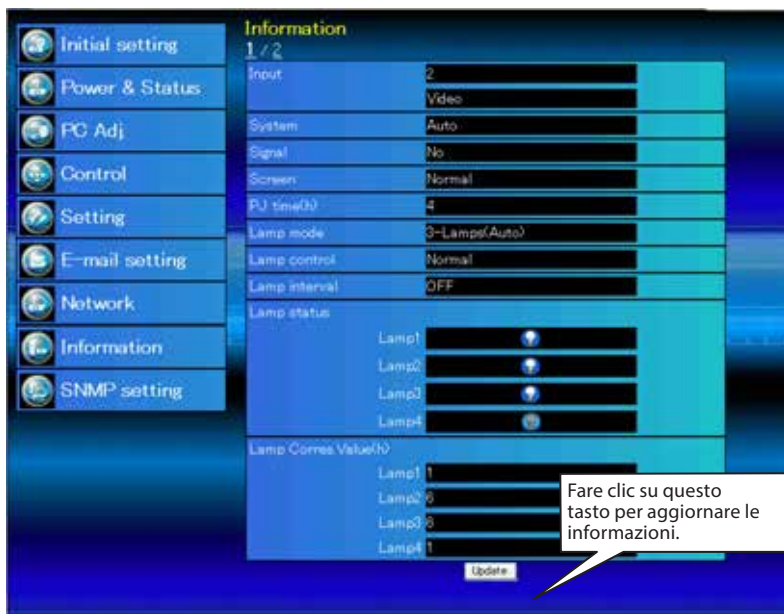 Initial setting
Power & Status
PC Adj
Control
Setting
E-mail setting
Network
Information
SNMP setting
Information
1 / 2
Input 2
Video
System Auto
Signal No
Screen Normal
PJ time(h) 4
Lamp mode 3-Lamps(Auto)
Lamp control Normal
Lamp interval OFF
Lamp status
Lamp1
Lamp2
Lamp3
Lamp4
Lamp Corres.Value(h)
Lamp1 1
Lamp2 6
Lamp3 6
Lamp4 1
Update
Fare clic su questo
tasto per aggiornare le
informazioni.